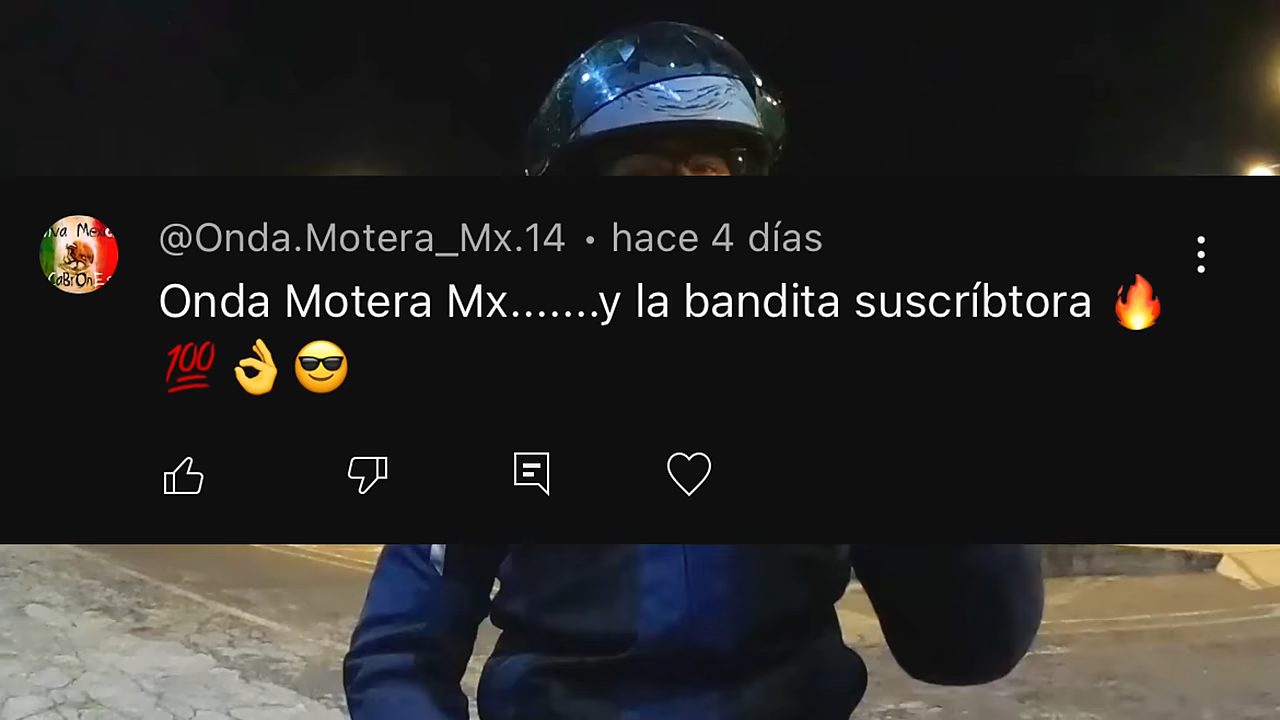 @Onda.Motera_Mx.14 • hace 4 días
Onda Motera Mx.......y la bandita suscríbtora 🔥
💯👌😎